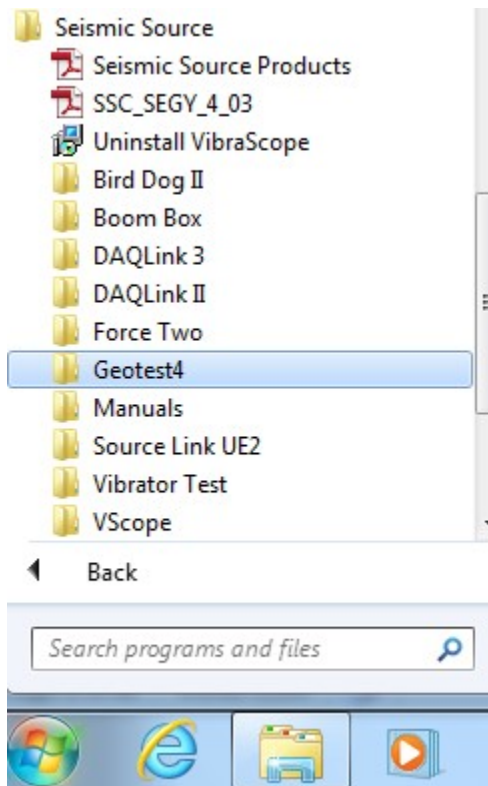 Seismic Source
Seismic Source Products
SSC_SEGY_4_03
Uninstall VibraScope
Bird Dog II
Boom Box
DAQLink 3
DAQLink II
Force Two
Geotest4
Manuals
Source Link UE2
Vibrator Test
VScope
Back
Search programs and files